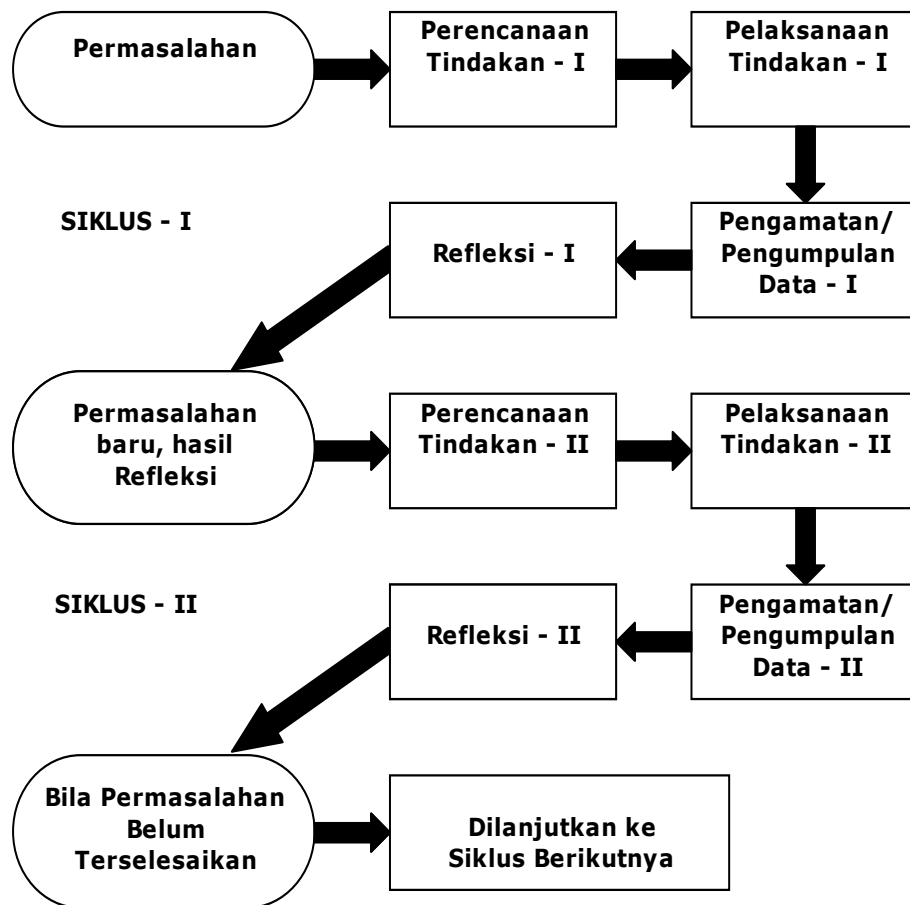 Permasalahan
Perencanaan
Tindakan - I
Pelaksanaan
Tindakan - I
SIKLUS - I
Refleksi - I
Pengamatan/
Pengumpulan
Data - I
Permasalahan
baru, hasil
Refleksi
Perencanaan
Tindakan - II
Pelaksanaan
Tindakan - II
SIKLUS - II
Refleksi - II
Pengamatan/
Pengumpulan
Data - II
Bila Permasalahan
Belum
Terselesaikan
Dilanjutkan ke
Siklus Berikutnya